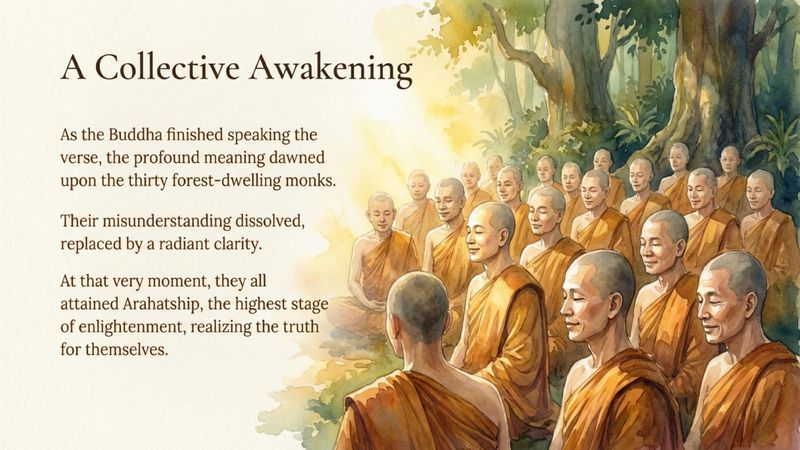 A Collective Awakening
As the Buddha finished speaking the
verse, the profound meaning dawned
upon the thirty forest-dwelling monks.
Their misunderstanding dissolved,
replaced by a radiant clarity.
At that very moment, they all
attained Arahatship, the highest stage
of enlightenment, realizing the truth
for themselves.